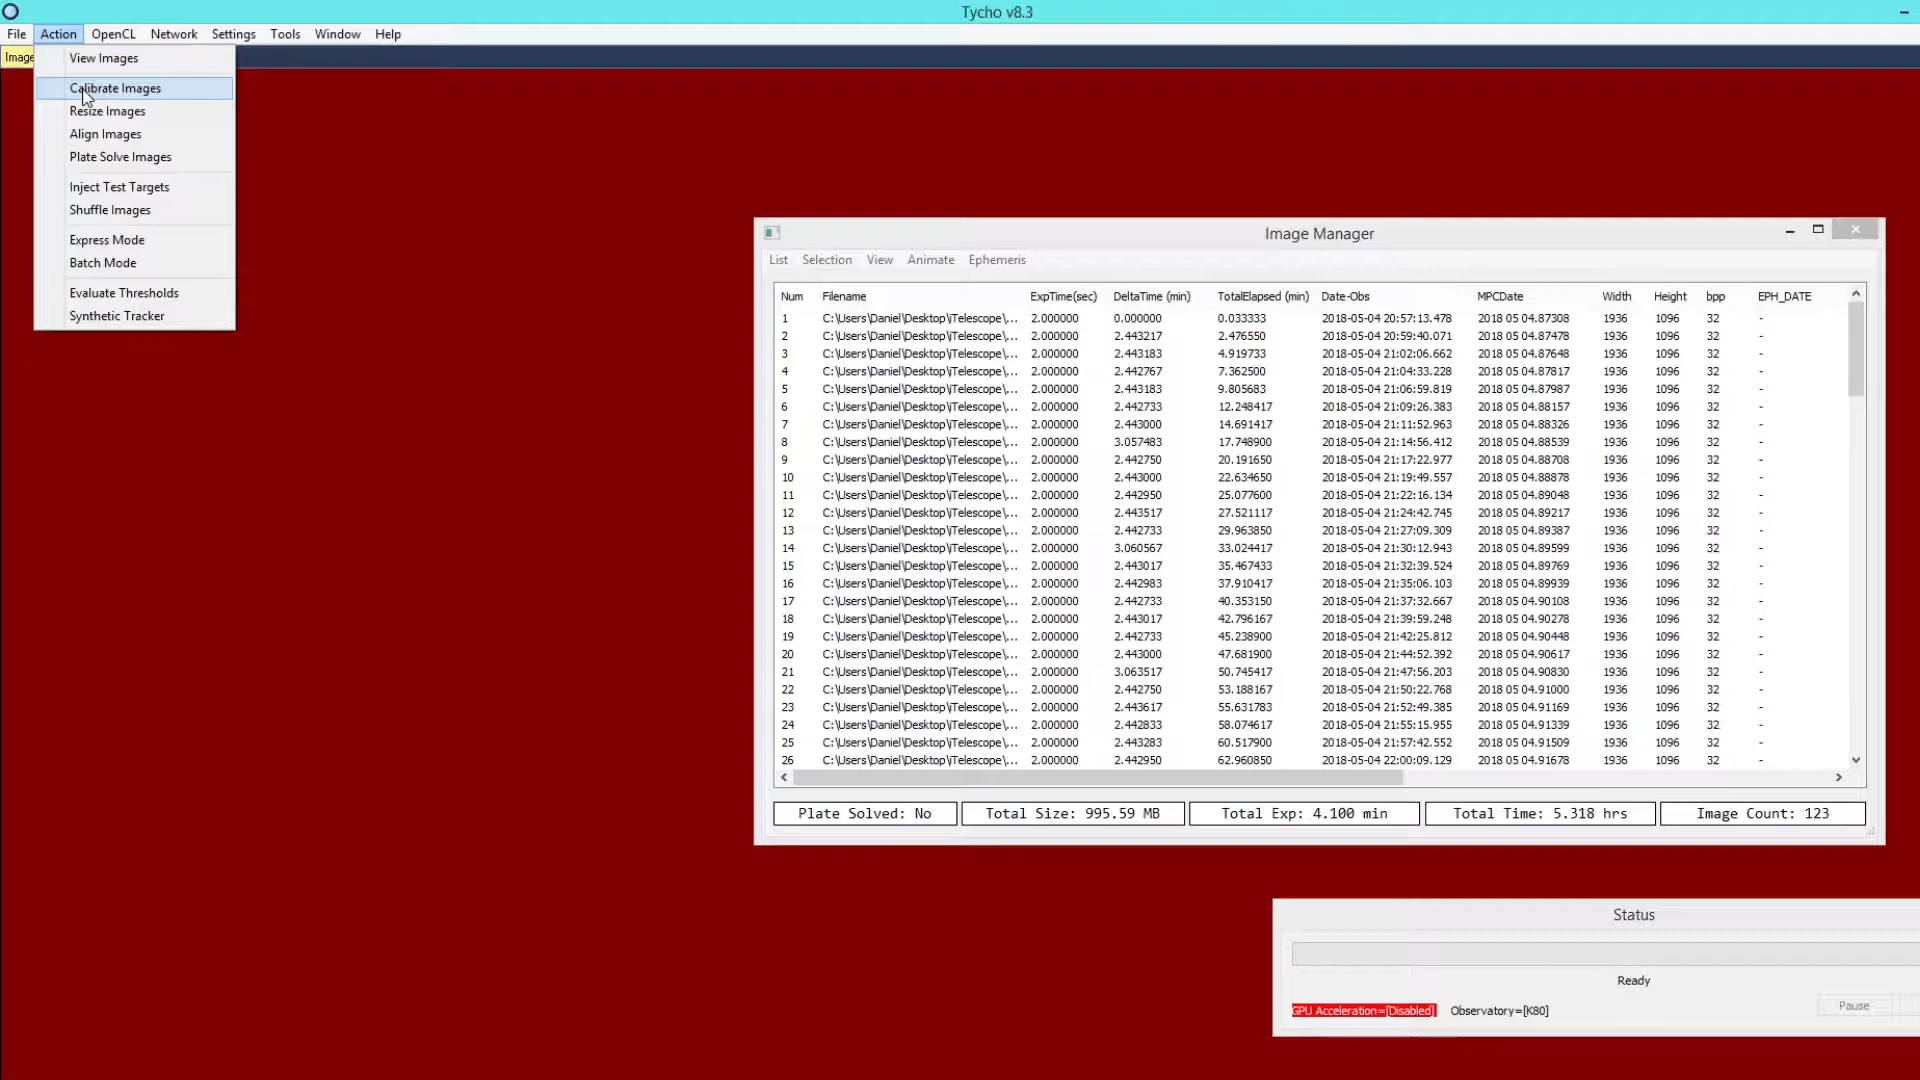 Tycho v8.3
File Action OpenCL Network Settings Tools Window Help
Image
View Images
Calibrate Images
Resize Images
Align Images
Plate Solve Images
Inject Test Targets
Shuffle Images
Express Mode
Batch Mode
Evaluate Thresholds
Synthetic Tracker
Image Manager
List Selection View Animate Ephemeris
Num Filename ExpTime(sec) DeltaTime (min) TotalElapsed (min) Date-Obs MPCDate Width Height bpp EPH_DATE
1 C:\Users\Daniel\Desktop\iTelescope\... 2.000000 0.000000 0.033333 2018-05-04 20:57:13.478 2018 05 04.87308 1936 1096 32 -
2 C:\Users\Daniel\Desktop\iTelescope\... 2.000000 2.443217 2.476550 2018-05-04 20:59:40.071 2018 05 04.87478 1936 1096 32 -
3 C:\Users\Daniel\Desktop\iTelescope\... 2.000000 2.443183 4.919733 2018-05-04 21:02:06.662 2018 05 04.87648 1936 1096 32 -
4 C:\Users\Daniel\Desktop\iTelescope\... 2.000000 2.442767 7.362500 2018-05-04 21:04:33.228 2018 05 04.87817 1936 1096 32 -
5 C:\Users\Daniel\Desktop\iTelescope\... 2.000000 2.443183 9.805683 2018-05-04 21:06:59.819 2018 05 04.87987 1936 1096 32 -
6 C:\Users\Daniel\Desktop\iTelescope\... 2.000000 2.442733 12.248417 2018-05-04 21:09:26.383 2018 05 04.88157 1936 1096 32 -
7 C:\Users\Daniel\Desktop\iTelescope\... 2.000000 2.443000 14.691417 2018-05-04 21:11:52.963 2018 05 04.88326 1936 1096 32 -
8 C:\Users\Daniel\Desktop\iTelescope\... 2.000000 3.057483 17.748900 2018-05-04 21:14:56.412 2018 05 04.88539 1936 1096 32 -
9 C:\Users\Daniel\Desktop\iTelescope\... 2.000000 2.442750 20.191650 2018-05-04 21:17:22.977 2018 05 04.88708 1936 1096 32 -
10 C:\Users\Daniel\Desktop\iTelescope\... 2.000000 2.443000 22.634650 2018-05-04 21:19:49.557 2018 05 04.88878 1936 1096 32 -
11 C:\Users\Daniel\Desktop\iTelescope\... 2.000000 2.442950 25.077600 2018-05-04 21:22:16.134 2018 05 04.89048 1936 1096 32 -
12 C:\Users\Daniel\Desktop\iTelescope\... 2.000000 2.443517 27.521117 2018-05-04 21:24:42.745 2018 05 04.89217 1936 1096 32 -
13 C:\Users\Daniel\Desktop\iTelescope\... 2.000000 2.442733 29.963850 2018-05-04 21:27:09.309 2018 05 04.89387 1936 1096 32 -
14 C:\Users\Daniel\Desktop\iTelescope\... 2.000000 3.060567 33.024417 2018-05-04 21:30:12.943 2018 05 04.89599 1936 1096 32 -
15 C:\Users\Daniel\Desktop\iTelescope\... 2.000000 2.443017 35.467433 2018-05-04 21:32:39.524 2018 05 04.89769 1936 1096 32 -
16 C:\Users\Daniel\Desktop\iTelescope\... 2.000000 2.442983 37.910417 2018-05-04 21:35:06.103 2018 05 04.89939 1936 1096 32 -
17 C:\Users\Daniel\Desktop\iTelescope\... 2.000000 2.442733 40.353150 2018-05-04 21:37:32.667 2018 05 04.90108 1936 1096 32 -
18 C:\Users\Daniel\Desktop\iTelescope\... 2.000000 2.443017 42.796167 2018-05-04 21:39:59.248 2018 05 04.90278 1936 1096 32 -
19 C:\Users\Daniel\Desktop\iTelescope\... 2.000000 2.442733 45.238900 2018-05-04 21:42:25.812 2018 05 04.90448 1936 1096 32 -
20 C:\Users\Daniel\Desktop\iTelescope\... 2.000000 2.443000 47.681900 2018-05-04 21:44:52.392 2018 05 04.90617 1936 1096 32 -
21 C:\Users\Daniel\Desktop\iTelescope\... 2.000000 3.063517 50.745417 2018-05-04 21:47:56.203 2018 05 04.90830 1936 1096 32 -
22 C:\Users\Daniel\Desktop\iTelescope\... 2.000000 2.442750 53.188167 2018-05-04 21:50:22.768 2018 05 04.91000 1936 1096 32 -
23 C:\Users\Daniel\Desktop\iTelescope\... 2.000000 2.443617 55.631783 2018-05-04 21:52:49.385 2018 05 04.91169 1936 1096 32 -
24 C:\Users\Daniel\Desktop\iTelescope\... 2.000000 2.442833 58.074617 2018-05-04 21:55:15.955 2018 05 04.91339 1936 1096 32 -
25 C:\Users\Daniel\Desktop\iTelescope\... 2.000000 2.443283 60.517900 2018-05-04 21:57:42.552 2018 05 04.91509 1936 1096 32 -
26 C:\Users\Daniel\Desktop\iTelescope\... 2.000000 2.442950 62.960850 2018-05-04 22:00:09.129 2018 05 04.91678 1936 1096 32 -
Plate Solved: No Total Size: 995.59 MB Total Exp: 4.100 min Total Time: 5.318 hrs Image Count: 123
Status
Ready
GPU Acceleration=[Disabled] Observatory=[K80] Pause